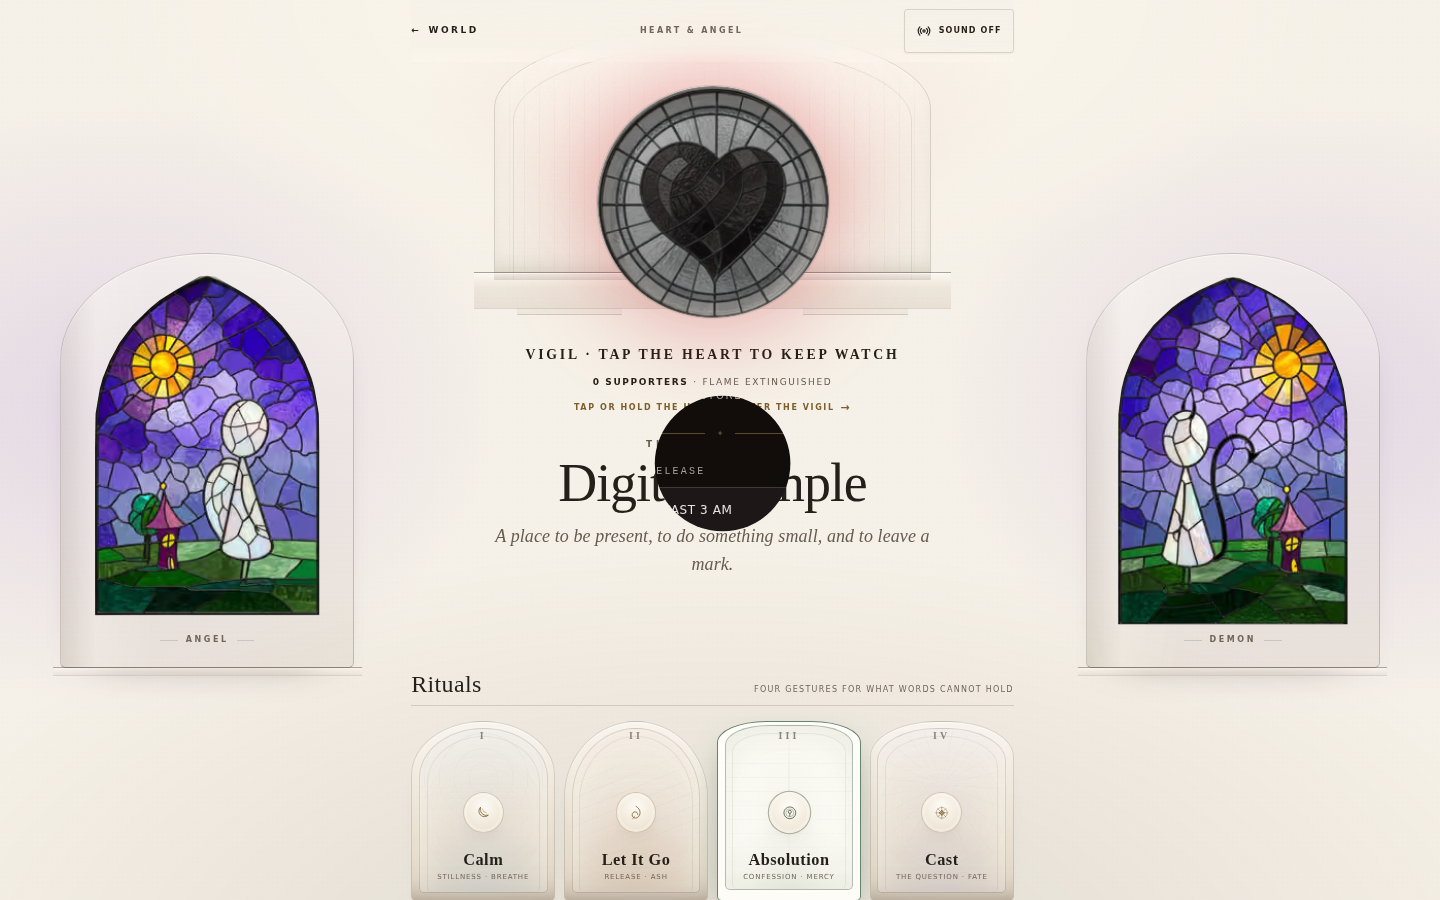 ← WORLD
HEART & ANGEL
SOUND OFF
VIGIL · TAP THE HEART TO KEEP WATCH
0 SUPPORTERS · FLAME EXTINGUISHED
TAP OR HOLD THE
THE VIGIL →
ELEASE
AST 3 AM
A place to be present, to do something small, and to leave a
mark.
ANGEL
DEMON
Rituals
FOUR GESTURES FOR WHAT WORDS CANNOT HOLD
I
II
III
IV
Calm
STILLNESS · BREATHE
Let It Go
RELEASE · ASH
Absolution
CONFESSION · MERCY
Cast
THE QUESTION · FATE